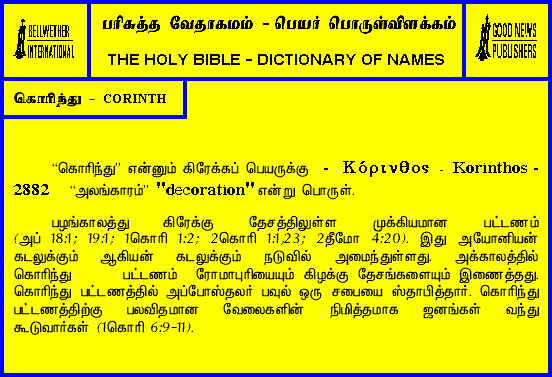 BELLWETHER
INTERNATIONAL
பரிசுத்த வேதாகமம் - பெயர் பொருள்விளக்கம்
THE HOLY BIBLE - DICTIONARY OF NAMES
GOOD NEWS
PUBLISHERS
கொரிந்து - CORINTH
“கொரிந்து” என்னும் கிரேக்கப் பெயருக்கு - Κόρινθος - Korinthos -
2882 “அலங்காரம்” "decoration" என்று பொருள்.
பழங்காலத்து கிரேக்கு தேசத்திலுள்ள முக்கியமான பட்டணம்
(அப் 18:1; 19:1; 1கொரி 1:2; 2கொரி 1:1,23; 2தீமோ 4:20). இது அயோனியன்
கடலுக்கும் ஆகியன் கடலுக்கும் நடுவில் அமைந்துள்ளது. அக்காலத்தில்
கொரிந்து பட்டணம் ரோமாபுரியையும் கிழக்கு தேசங்களையும் இணைத்தது.
கொரிந்து பட்டணத்தில் அப்போஸ்தலர் பவுல் ஒரு சபையை ஸ்தாபித்தார். கொரிந்து
பட்டணத்திற்கு பலவிதமான வேலைகளின் நிமித்தமாக ஜனங்கள் வந்து
கூடுவார்கள் (1கொரி 6:9-11).